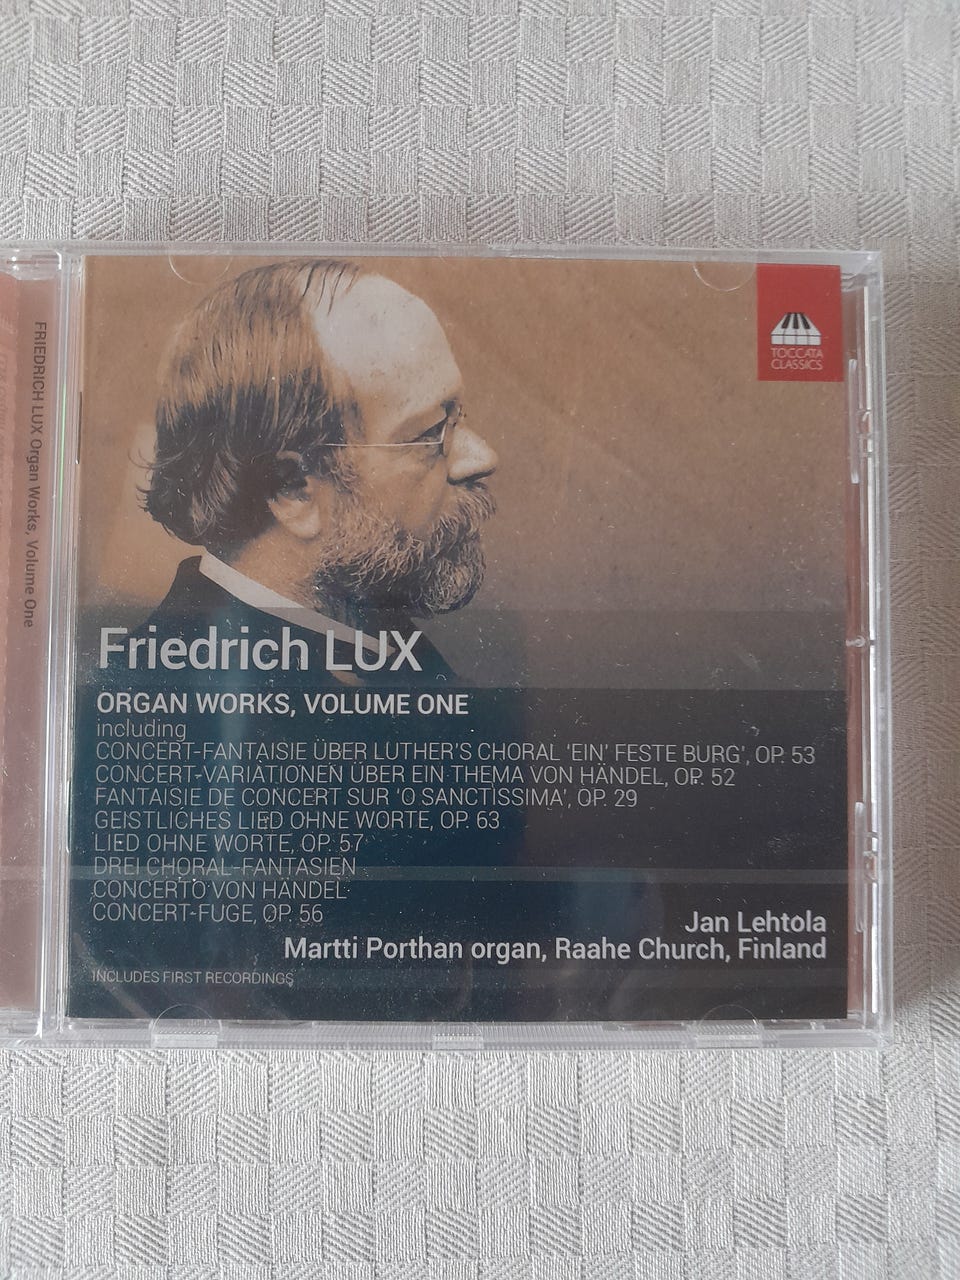 FRIEDRICH LUX Organ Works, Volume One
TOCCATA
CLASSICS
Friedrich LUX
ORGAN WORKS, VOLUME ONE
including
CONCERT-FANTAISIE ÜBER LUTHER'S CHORAL 'EIN' FESTE BURG', OP. 53
CONCERT-VARIATIONEN ÜBER EIN THEMA VON HÄNDEL, OP. 52
FANTAISIE DE CONCERT SUR 'O SANCTISSIMA', OP. 29
GEISTLICHES LIED OHNE WORTE, OP. 63
LIED OHNE WORTE, OP. 57
DREI CHORAL-FANTASIEN
CONCERTO VON HÄNDEL
CONCERT-FUGE, OP. 56
Jan Lehtola
Martti Porthan organ, Raahe Church, Finland
INCLUDES FIRST RECORDINGS